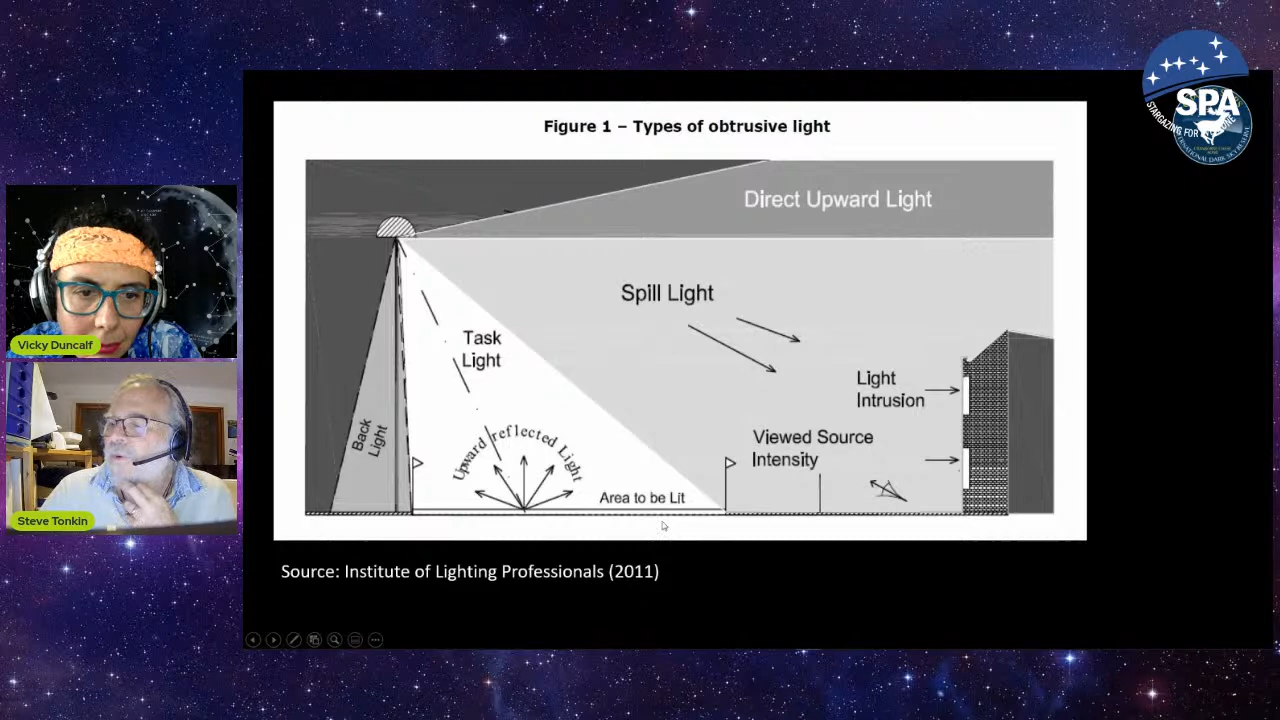 Figure 1 – Types of obtrusive light
Direct Upward Light
Spill Light
Task
Light
Light
Intrusion
Back
Light
Upward reflected Light
Viewed Source
Intensity
Area to be Lit
Source: Institute of Lighting Professionals (2011)
Vicky Duncalf
Steve Tonkin
SPA
STARGAZING FOR